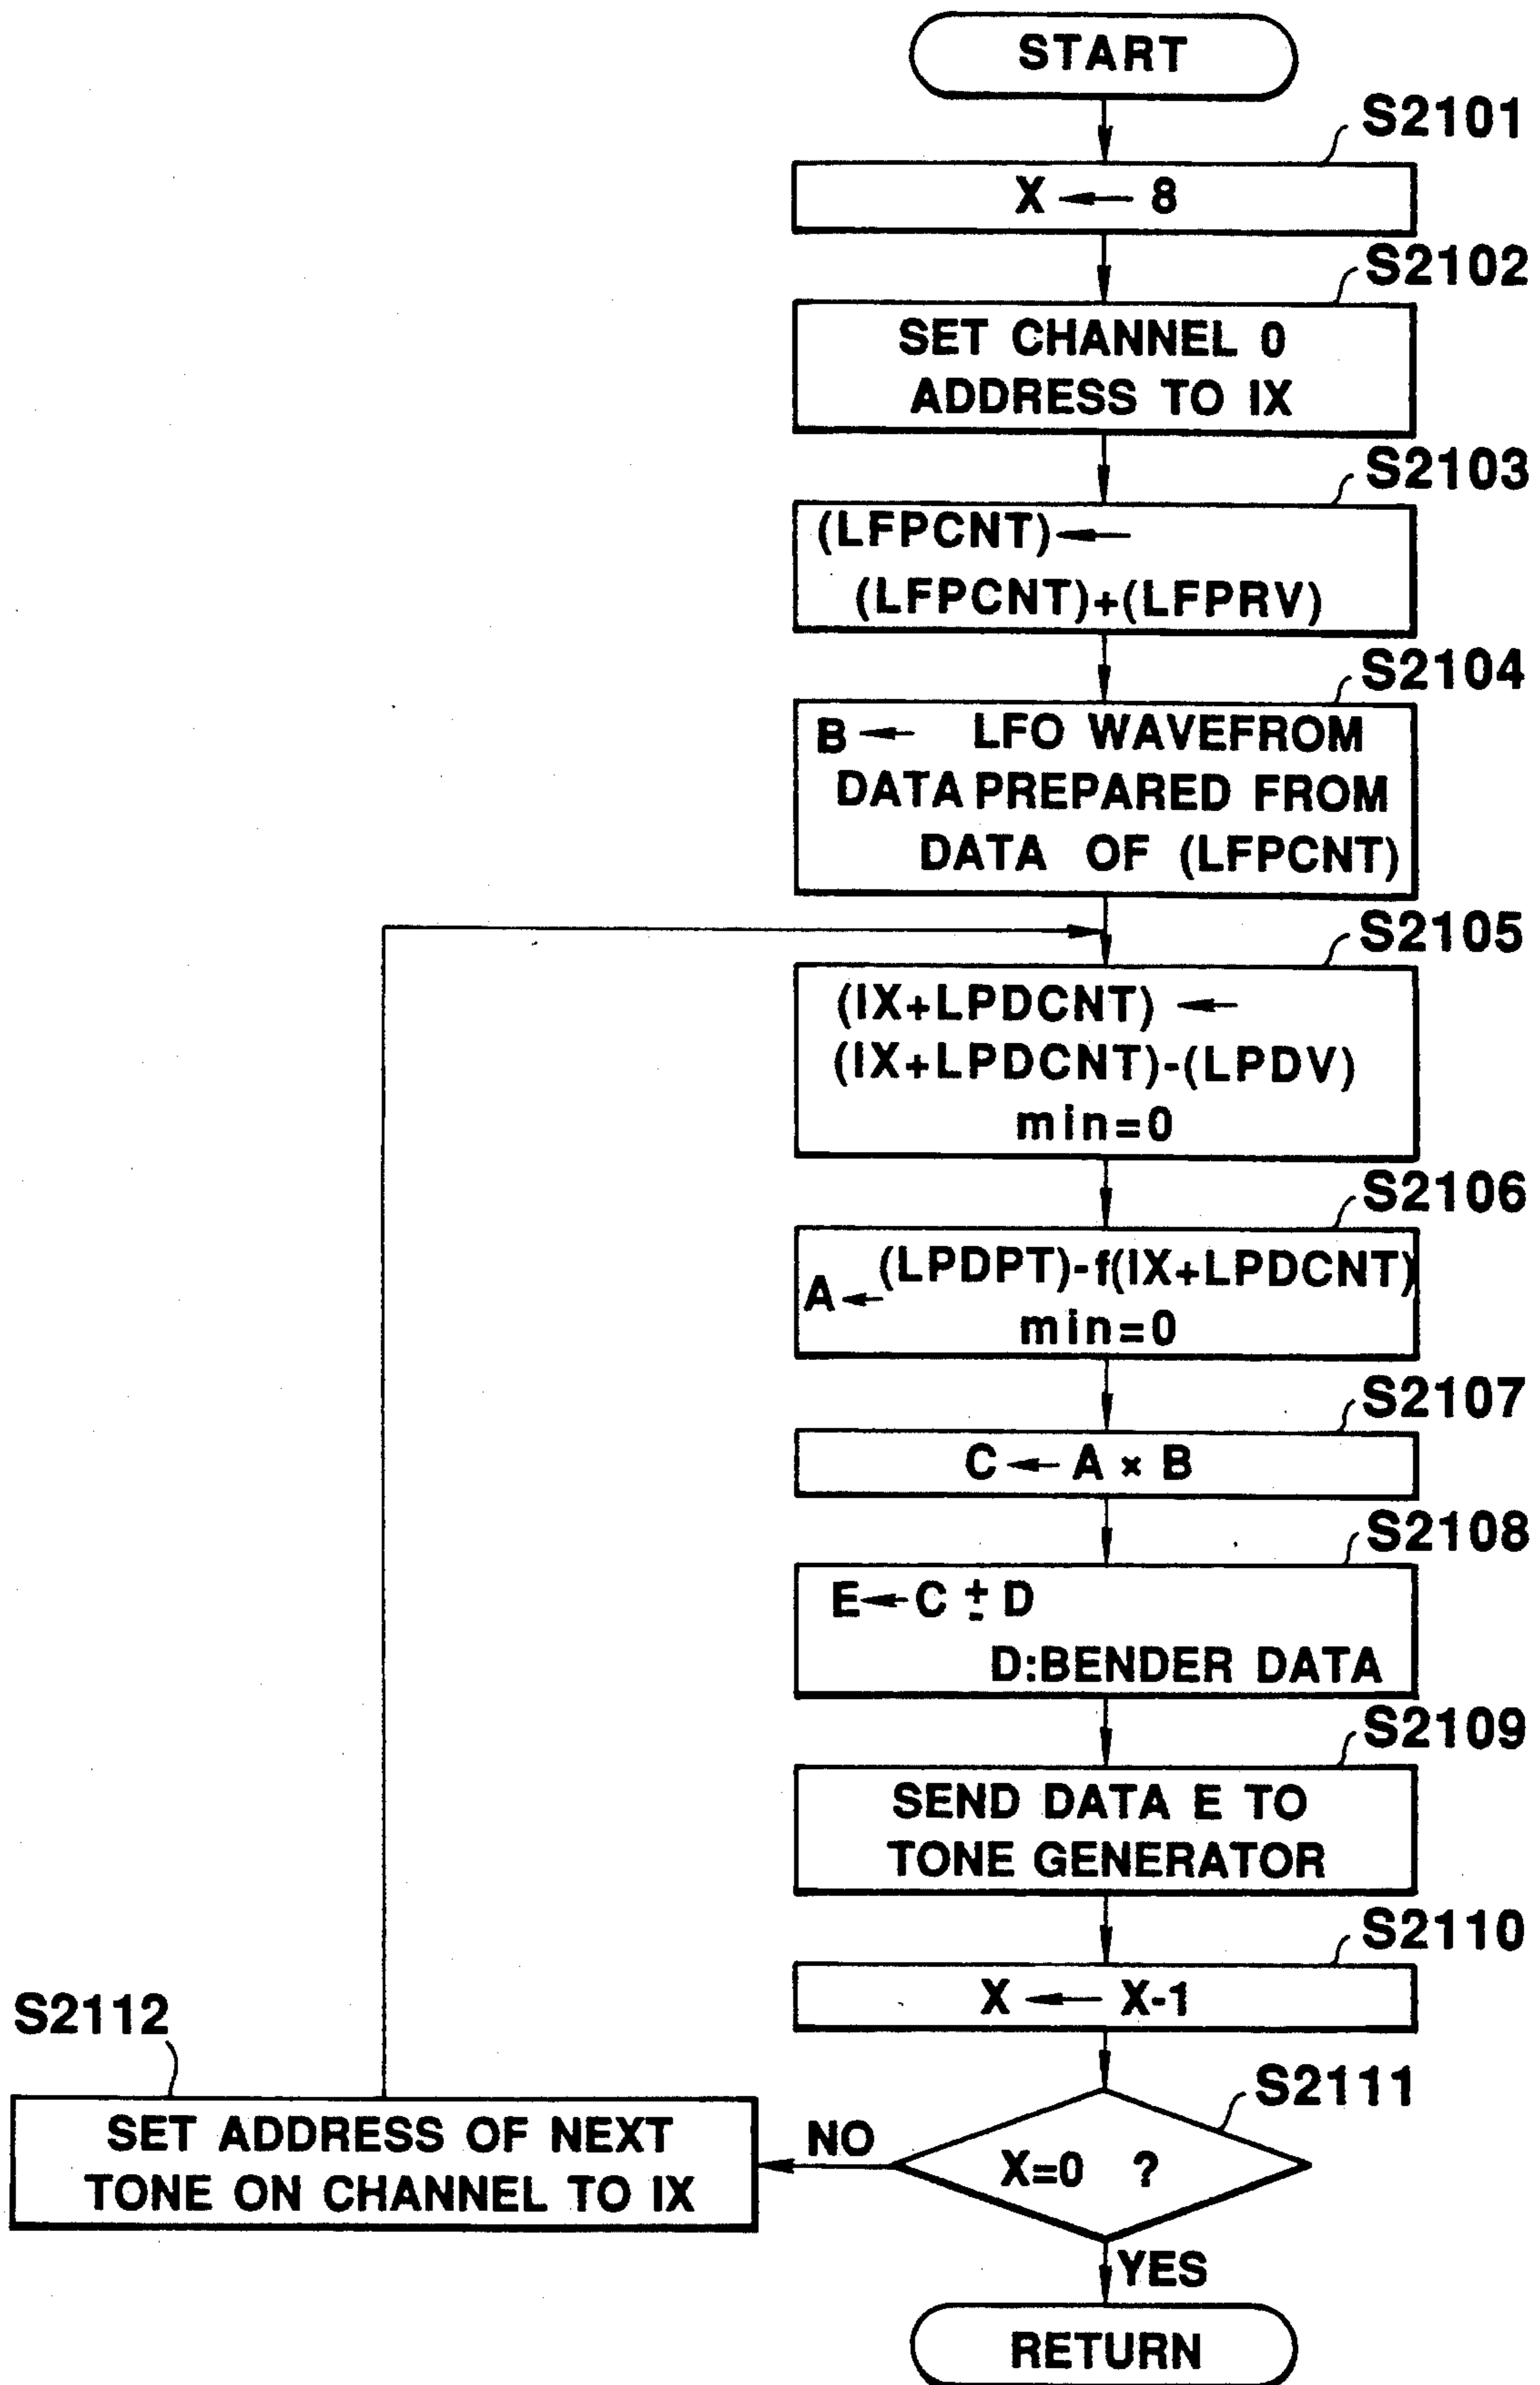 START
S2101
X ← 8
S2102
SET CHANNEL 0
ADDRESS TO IX
S2103
(LFPCNT) ←
(LFPCNT)+(LFPRV)
S2104
B ← LFO WAVEFROM
DATA PREPARED FROM
DATA OF (LFPCNT)
S2105
(IX+LPDCNT) ←
(IX+LPDCNT)-(LPDV)
min=0
S2106
A ← (LPDPT)-f(IX+LPDCNT)
min=0
S2107
C ← A × B
S2108
E ← C ± D
D:BENDER DATA
S2109
SEND DATA E TO
TONE GENERATOR
S2110
X ← X-1
S2111
X=0 ?
NO
S2112
SET ADDRESS OF NEXT
TONE ON CHANNEL TO IX
YES
RETURN